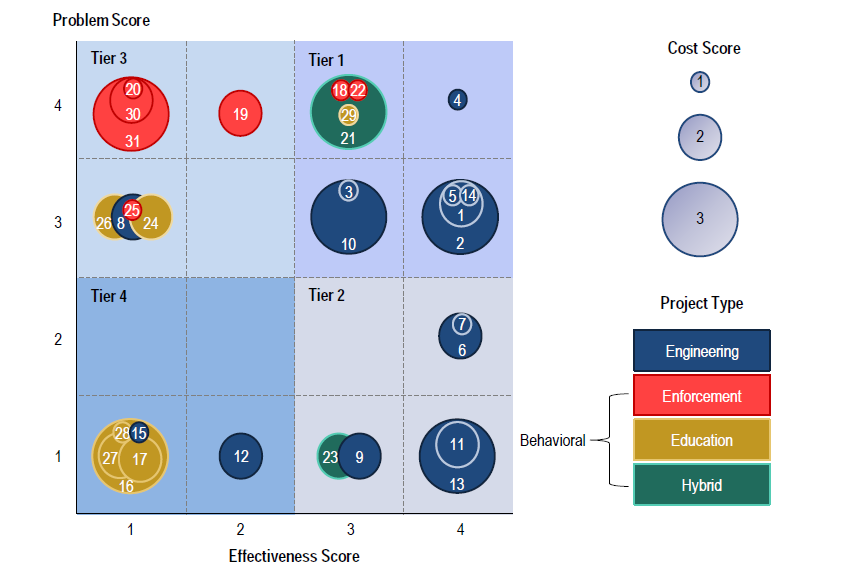 Problem Score
Tier 3
Tier 1
Cost Score
4
20
30
31
19
18 22
29
21
4
1
2
3
3
26 8 25 24
3
10
5 14
1
2
Tier 4
Tier 2
Project Type
2
7
6
Engineering
Enforcement
Behavioral
Education
Hybrid
1
28 15
27 17
16
12
23 9
11
13
1 2 3 4
Effectiveness Score